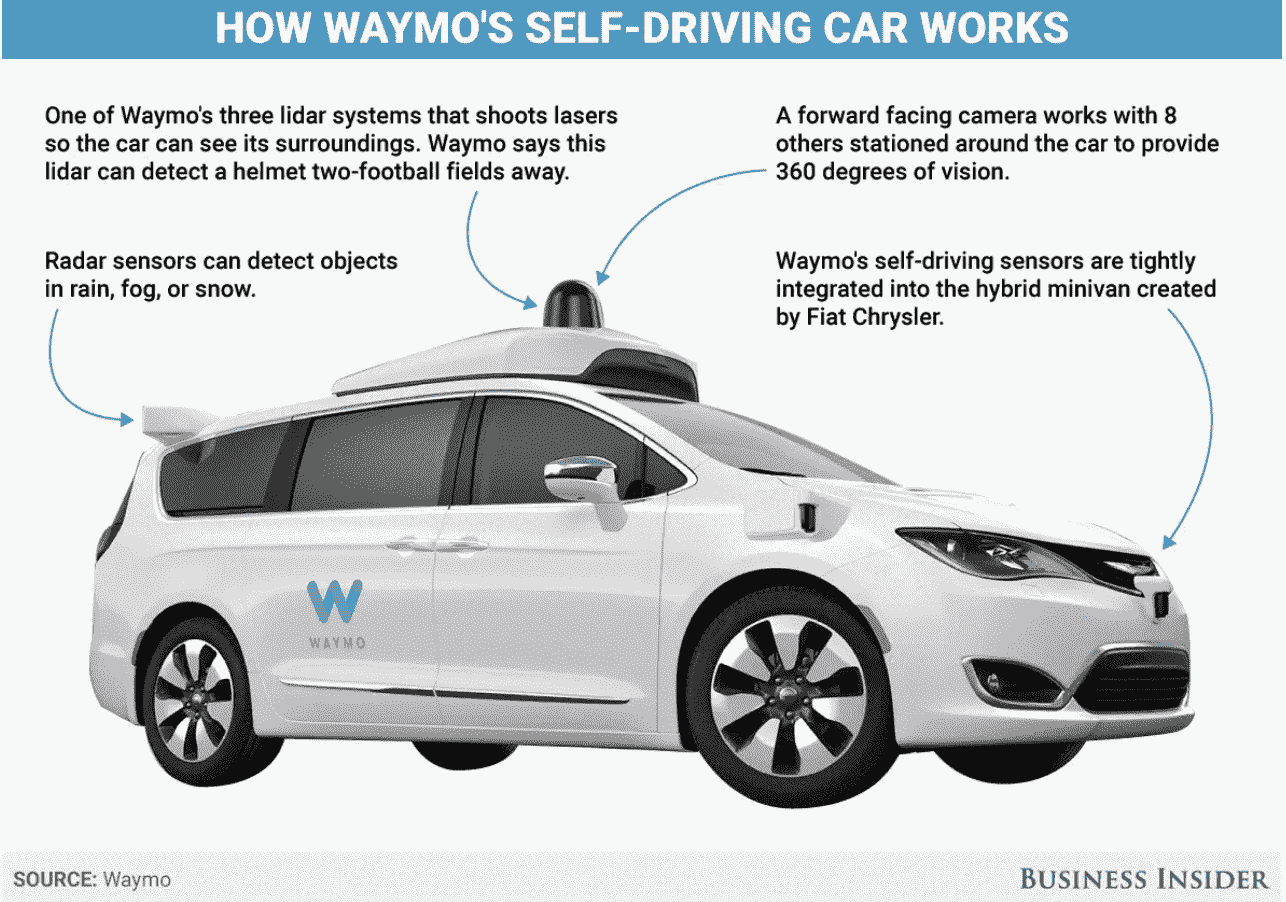 HOW WAYMO'S SELF-DRIVING CAR WORKS
One of Waymo's three lidar systems that shoots lasers
so the car can see its surroundings. Waymo says this
lidar can detect a helmet two-football fields away.
A forward facing camera works with 8
others stationed around the car to provide
360 degrees of vision.
Radar sensors can detect objects
in rain, fog, or snow.
Waymo's self-driving sensors are tightly
integrated into the hybrid minivan created
by Fiat Chrysler.
W
WAYMO
SOURCE: Waymo
BUSINESS INSIDER